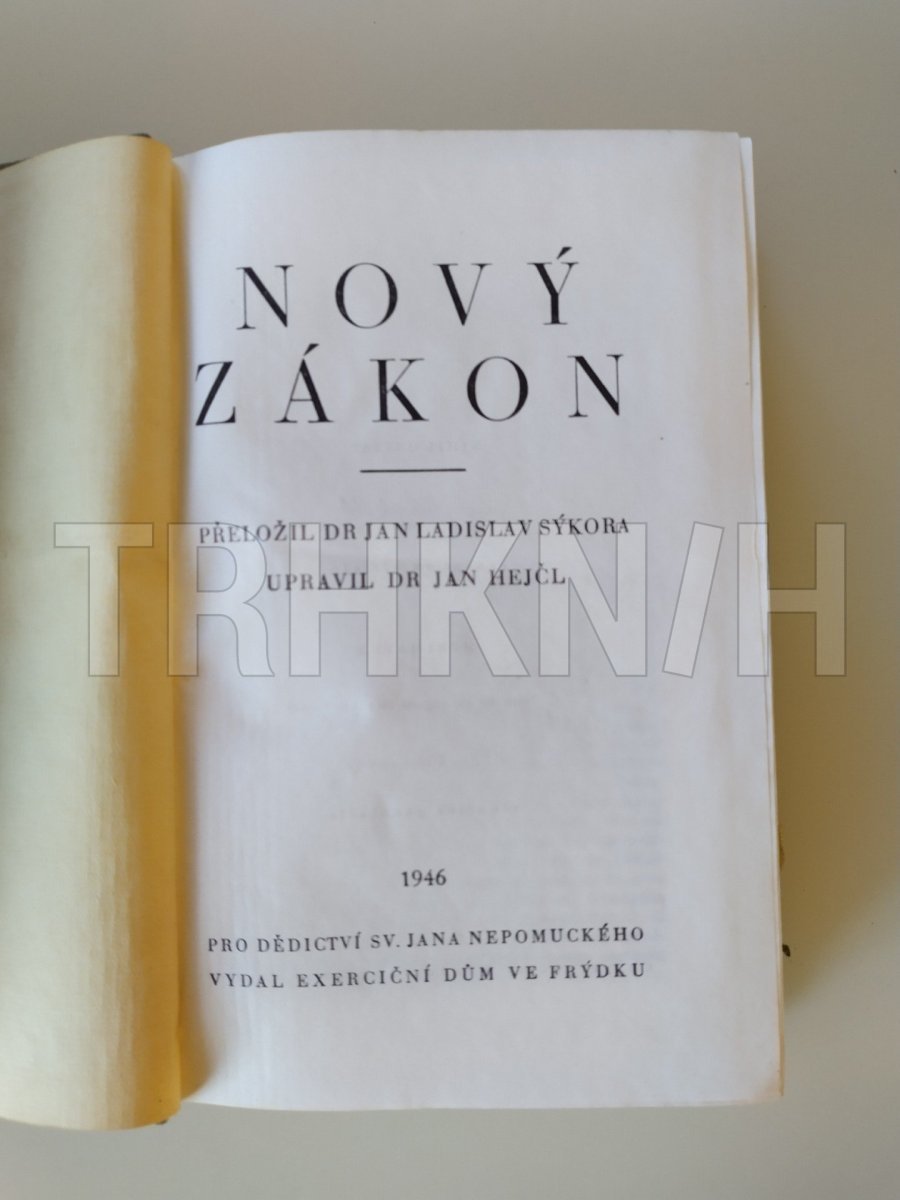 NOVÝ
ZÁKON
PŘELOŽIL DR JAN LADISLAV SÝKORA
UPRAVIL DR JAN HEJČL
TRHKNIH
1946
PRO DĚDICTVÍ SV. JANA NEPOMUCKÉHO
VYDAL EXERCIČNÍ DŮM VE FRÝDKU